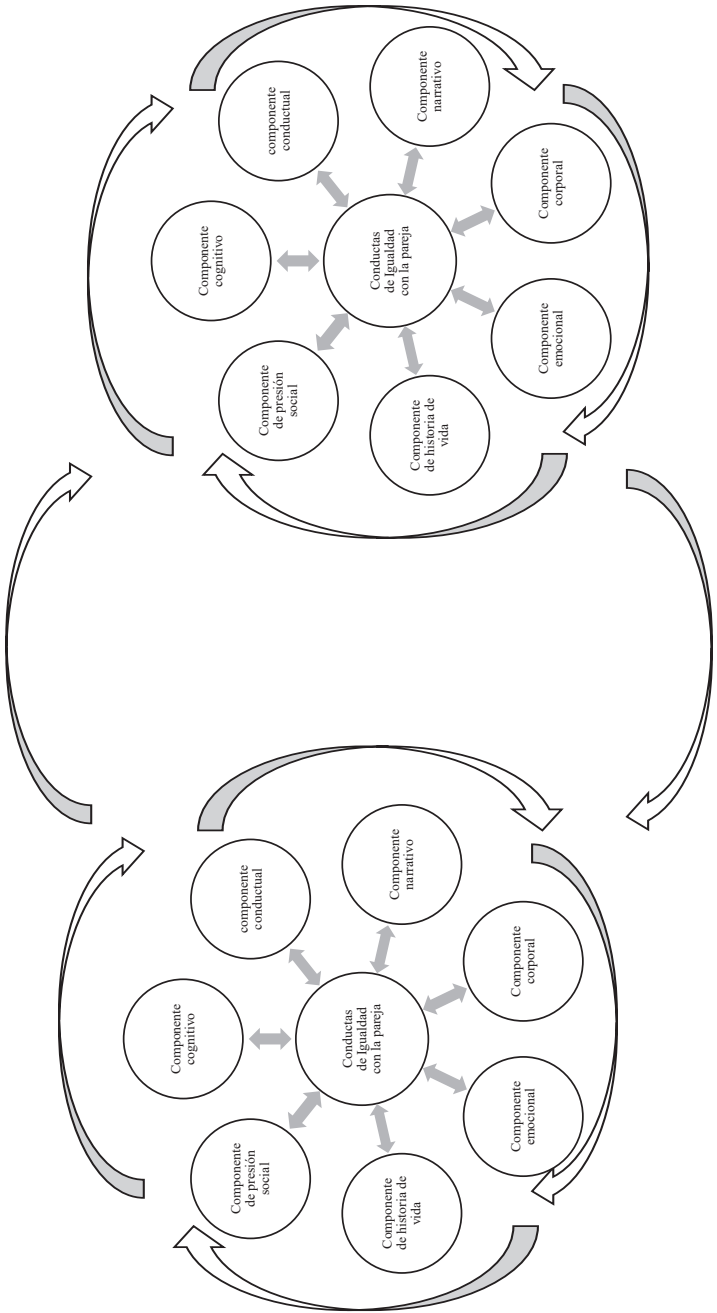 Componente
cognitivo
Componente
de presión
social
componente
conductual
Conductas
de Igualdad
con la pareja
Componente
de historia de
vida
Componente
narrativo
Componente
emocional
Componente
corporal
Componente
cognitivo
Componente
de presión
social
componente
conductual
Conductas
de Igualdad
con la pareja
Componente
de historia de
vida
Componente
narrativo
Componente
emocional
Componente
corporal